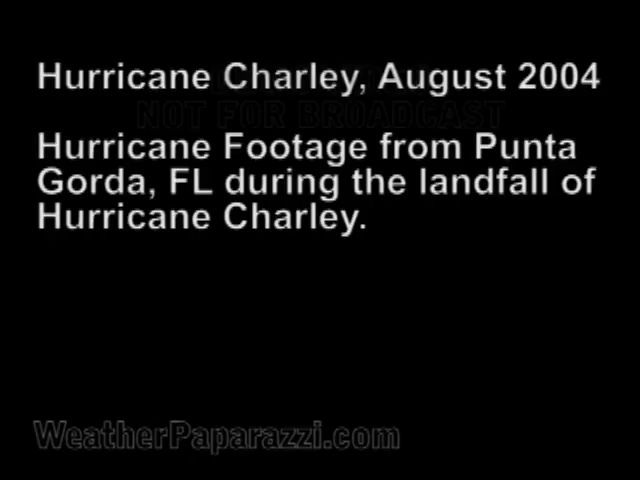 Hurricane Charley, August 2004
NOT FOR BROADCAST
Hurricane Footage from Punta
Gorda, FL during the landfall of
Hurricane Charley.
WeatherPaparazzi.com